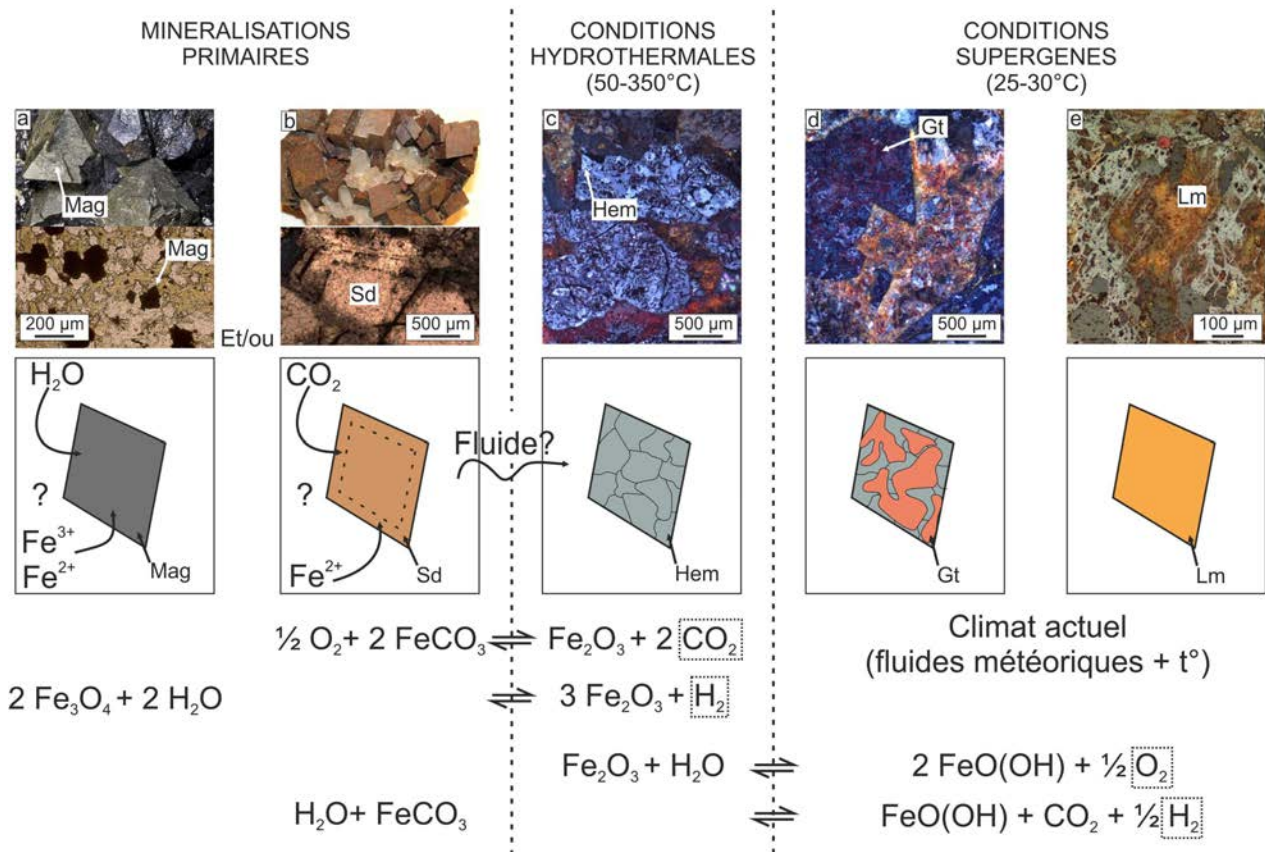 MINERALISATIONS
PRIMAIRES
CONDITIONS
HYDROTHERMALES
(50-350°C)
CONDITIONS
SUPERGENES
(25-30°C)
a
Mag
Mag
200 µm
Et/ou
b
Sd
500 µm
c
Hem
500 µm
d
Gt
500 µm
e
Lm
100 µm
H₂O
?
Fe³⁺
Fe²⁺
Mag
CO₂
?
Fe²⁺
Sd
Fluide?
Hem
Gt
Lm
½ O₂+ 2 FeCO₃ ⇌ Fe₂O₃ + 2 CO₂
Climat actuel
(fluides météoriques + t°)
2 Fe₃O₄ + 2 H₂O ⇌ 3 Fe₂O₃ + H₂
Fe₂O₃ + H₂O ⇌ 2 FeO(OH) + ½ O₂
H₂O+ FeCO₃ ⇌ FeO(OH) + CO₂ + ½ H₂